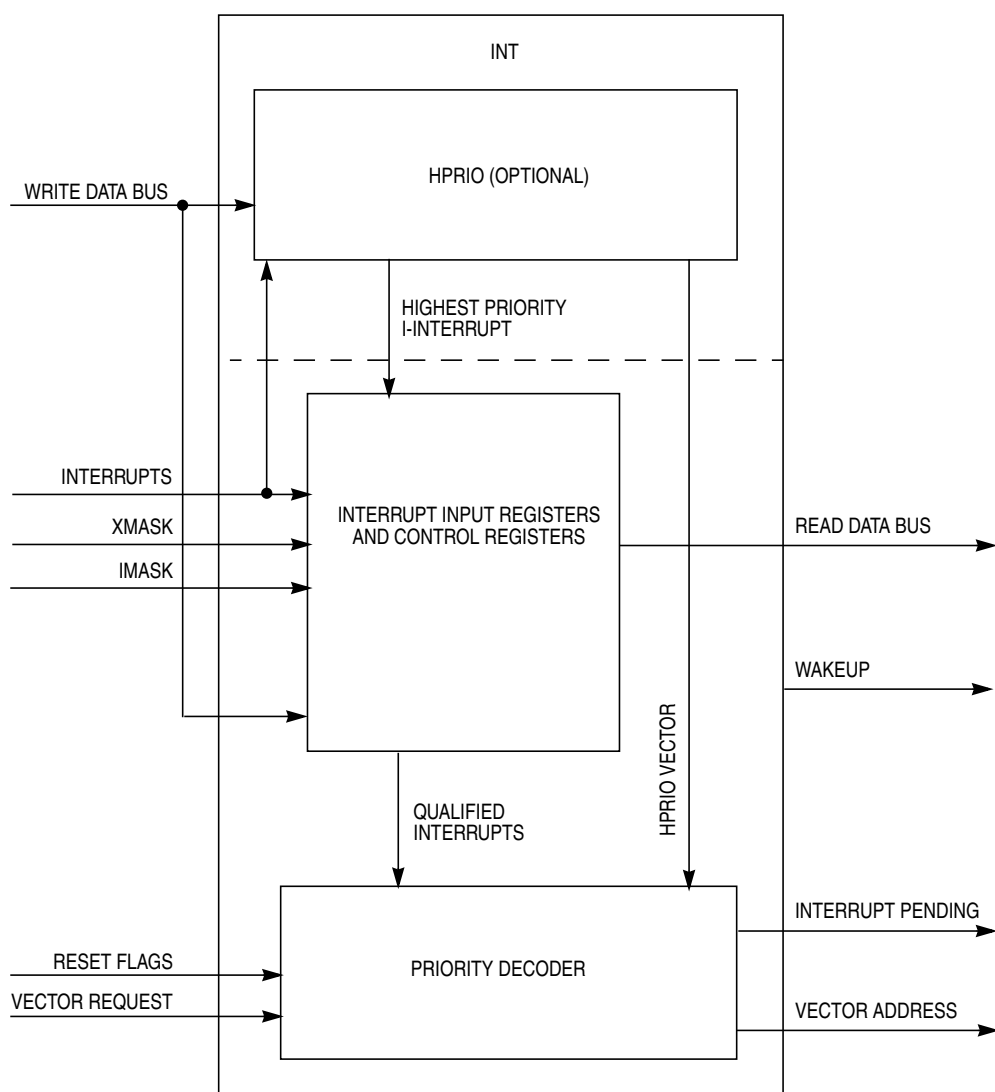 INT
HPRIO (OPTIONAL)
WRITE DATA BUS
HIGHEST PRIORITY
I-INTERRUPT
INTERRUPTS
XMASK
IMASK
INTERRUPT INPUT REGISTERS
AND CONTROL REGISTERS
READ DATA BUS
WAKEUP
HPRIO VECTOR
QUALIFIED
INTERRUPTS
INTERRUPT PENDING
RESET FLAGS
PRIORITY DECODER
VECTOR REQUEST
VECTOR ADDRESS